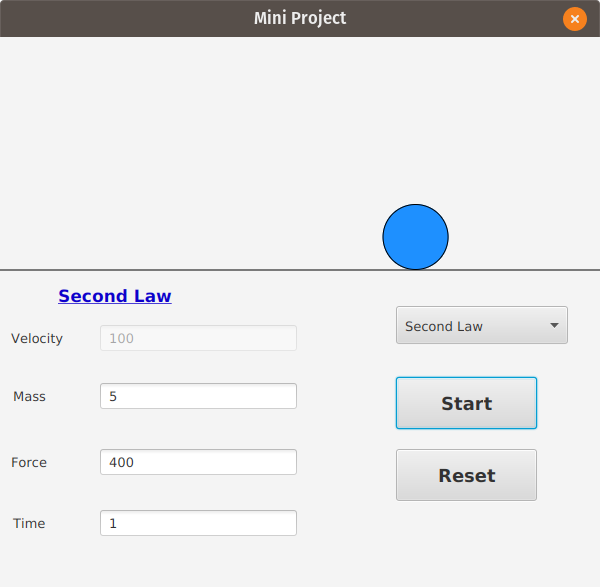 Mini Project
Second Law
Velocity
100
Mass
5
Force
400
Time
1
Second Law
Start
Reset